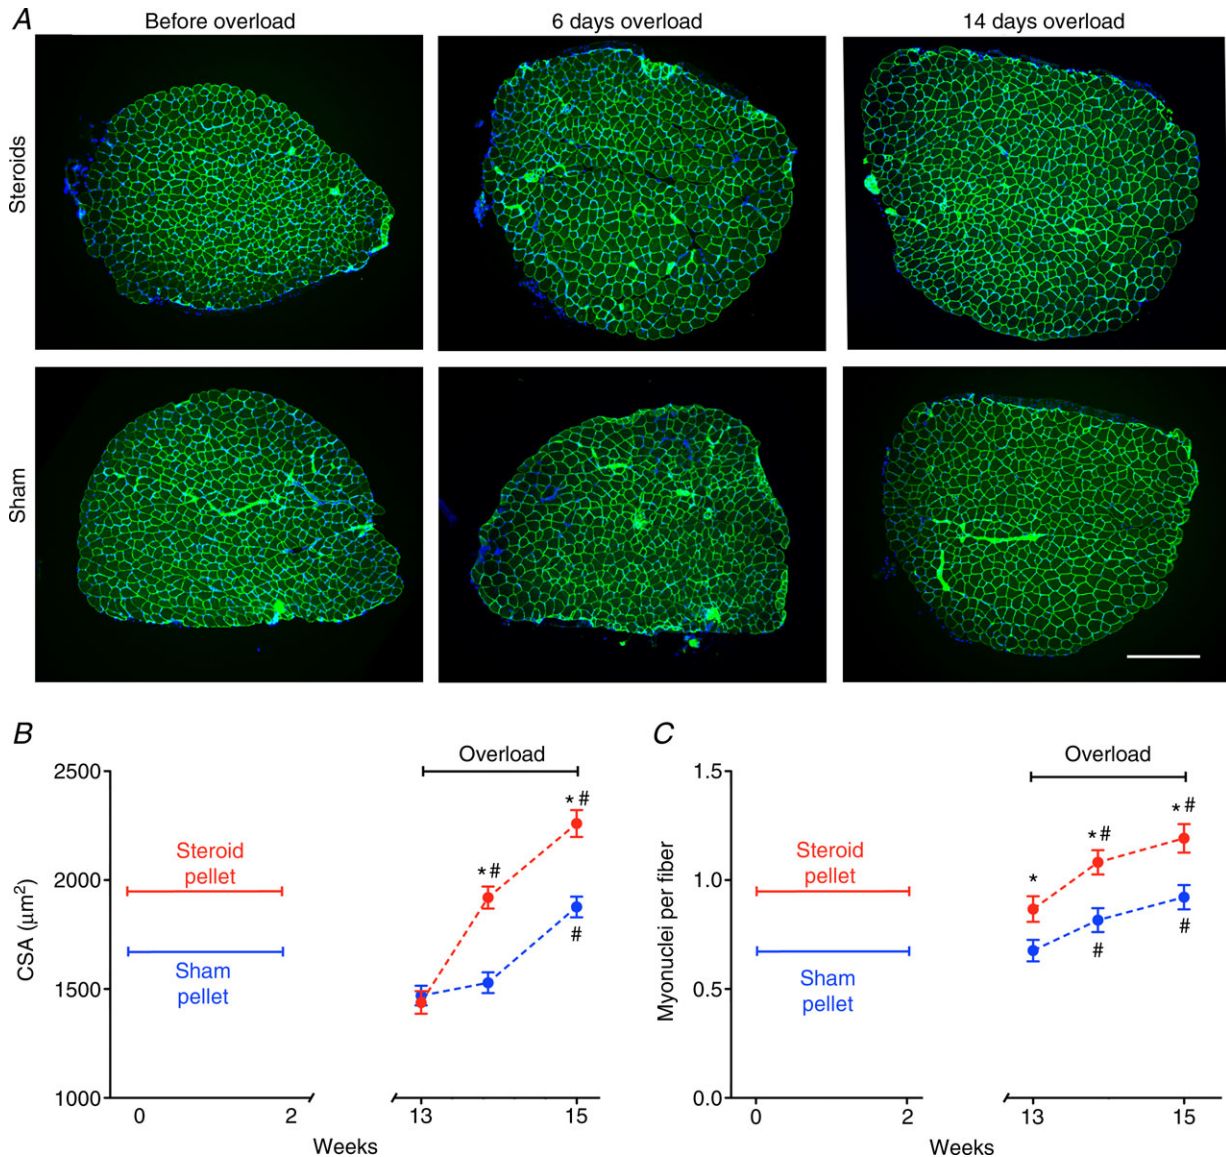 A
Before overload
6 days overload
14 days overload
Steroids
Sham
B
Overload
2500
2000
1500
1000
CSA (μm²)
* #
* #
#
Steroid
pellet
Sham
pellet
0
2
13
15
Weeks
C
Overload
1.5
1.0
0.5
0.0
Myonuclei per fiber
*
* #
* #
#
#
Steroid
pellet
Sham
pellet
0
2
13
15
Weeks